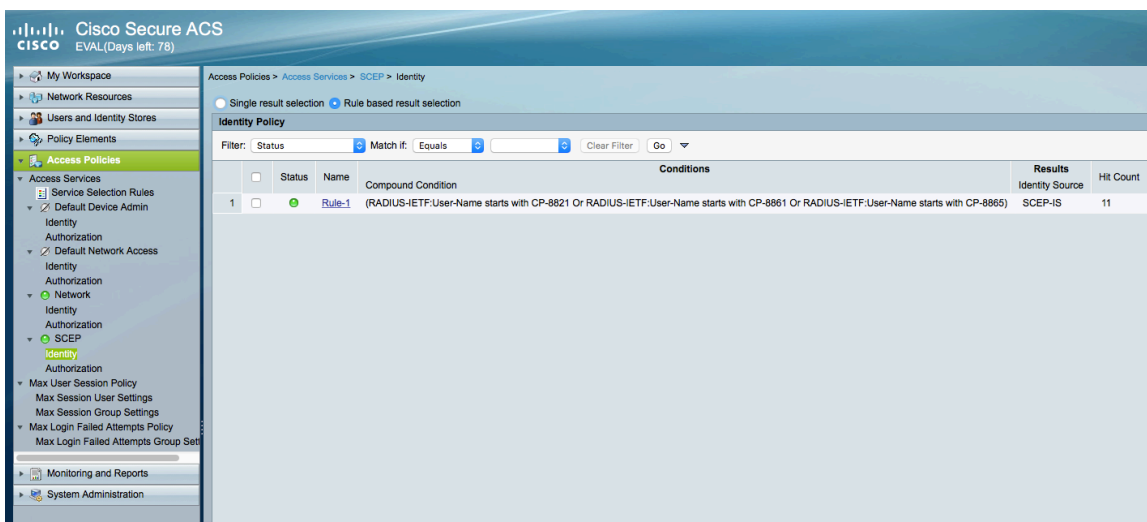 Cisco Secure ACS
CISCO EVAL(Days left: 78)
My Workspace
Network Resources
Users and Identity Stores
Policy Elements
Access Policies
Access Services
Service Selection Rules
Default Device Admin
Identity
Authorization
Default Network Access
Identity
Authorization
Network
Identity
Authorization
SCEP
Identity
Authorization
Max User Session Policy
Max Session User Settings
Max Session Group Settings
Max Login Failed Attempts Policy
Max Login Failed Attempts Group Sett
Monitoring and Reports
System Administration
Access Policies > Access Services > SCEP > Identity
Single result selection Rule based result selection
Identity Policy
Filter: Status Match if: Equals Clear Filter Go
Status Name Conditions Results Hit Count
Compound Condition Identity Source
1 Rule-1 (RADIUS-IETF:User-Name starts with CP-8821 Or RADIUS-IETF:User-Name starts with CP-8861 Or RADIUS-IETF:User-Name starts with CP-8865) SCEP-IS 11